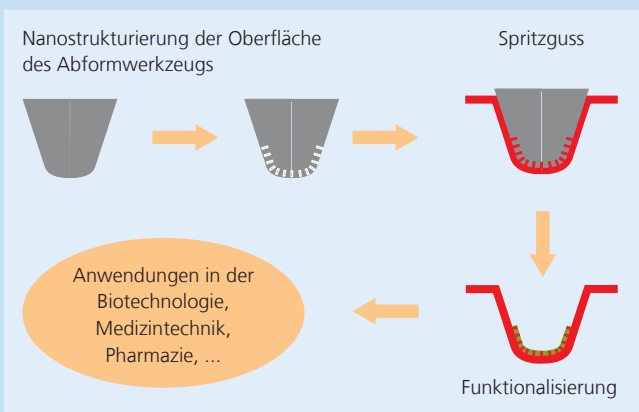 Nanostrukturierung der Oberfläche
des Abformwerkzeugs
Spritzguss
Anwendungen in der
Biotechnologie,
Medizintechnik,
Pharmazie, ...
Funktionalisierung